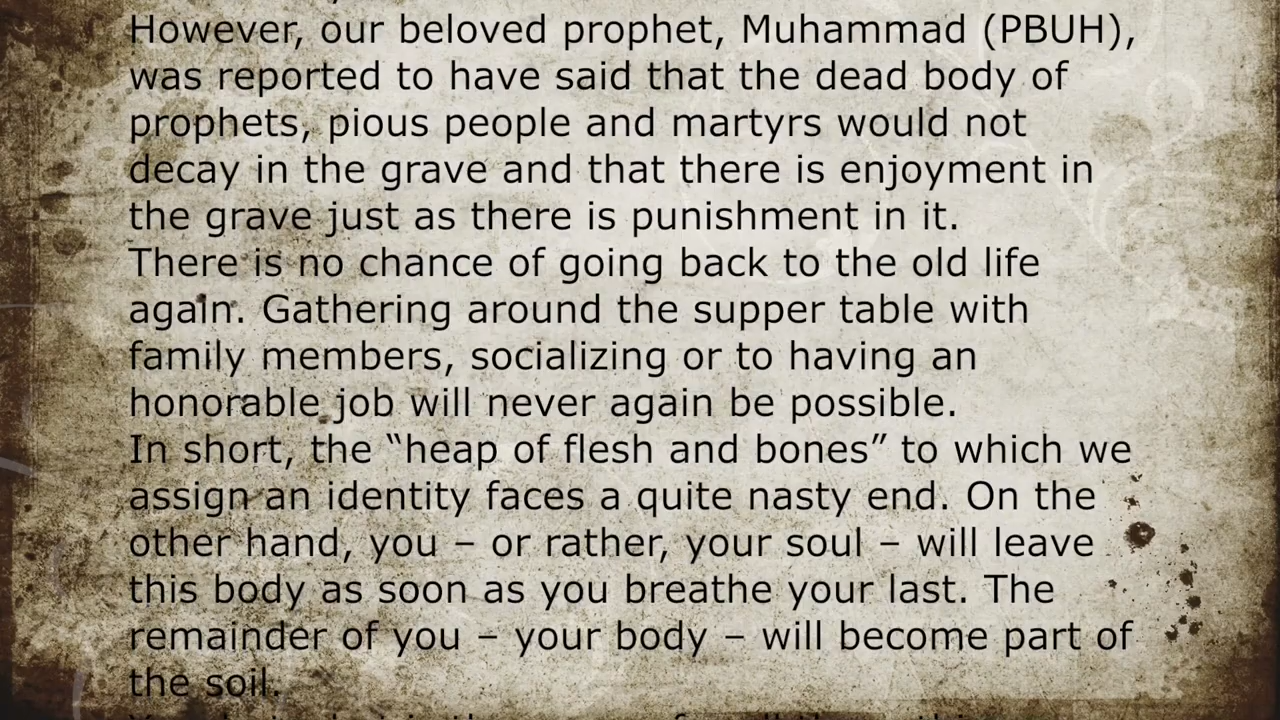 However, our beloved prophet, Muhammad (PBUH),
was reported to have said that the dead body of
prophets, pious people and martyrs would not
decay in the grave and that there is enjoyment in
the grave just as there is punishment in it.
There is no chance of going back to the old life
again. Gathering around the supper table with
family members, socializing or to having an
honorable job will never again be possible.
In short, the “heap of flesh and bones” to which we
assign an identity faces a quite nasty end. On the
other hand, you – or rather, your soul – will leave
this body as soon as you breathe your last. The
remainder of you – your body – will become part of
the soil.